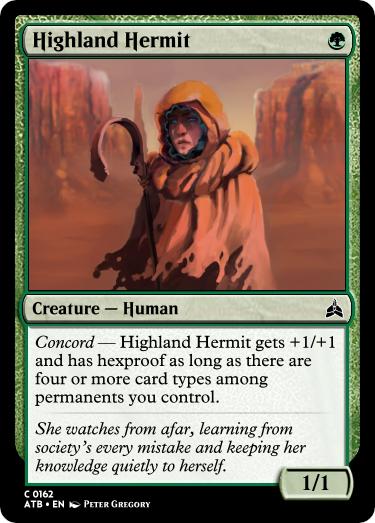 Highland Hermit
Creature — Human
Concord — Highland Hermit gets +1/+1
and has hexproof as long as there are
four or more card types among
permanents you control.
She watches from afar, learning from
society's every mistake and keeping her
knowledge quietly to herself.
1/1
C 0162
ATB • EN Peter Gregory